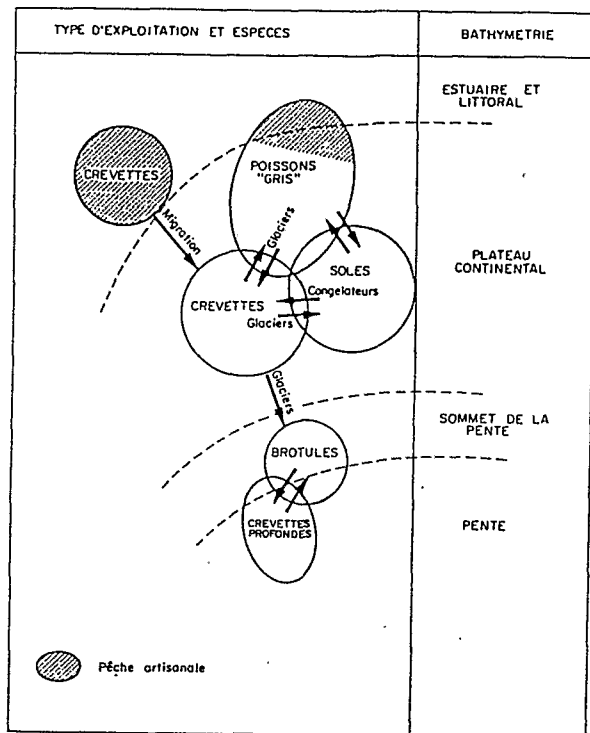 TYPE D'EXPLOITATION ET ESPECES
BATHYMETRIE
ESTUAIRE ET
LITTORAL
CREVETTES
POISSONS
"GRIS"
Migration
Glaciers
PLATEAU
CONTINENTAL
SOLES
Congelateurs
CREVETTES
Glaciers
Glaciers
SOMMET DE LA
PENTE
BROTULES
CREVETTES
PROFONDES
PENTE
Pêche artisanale